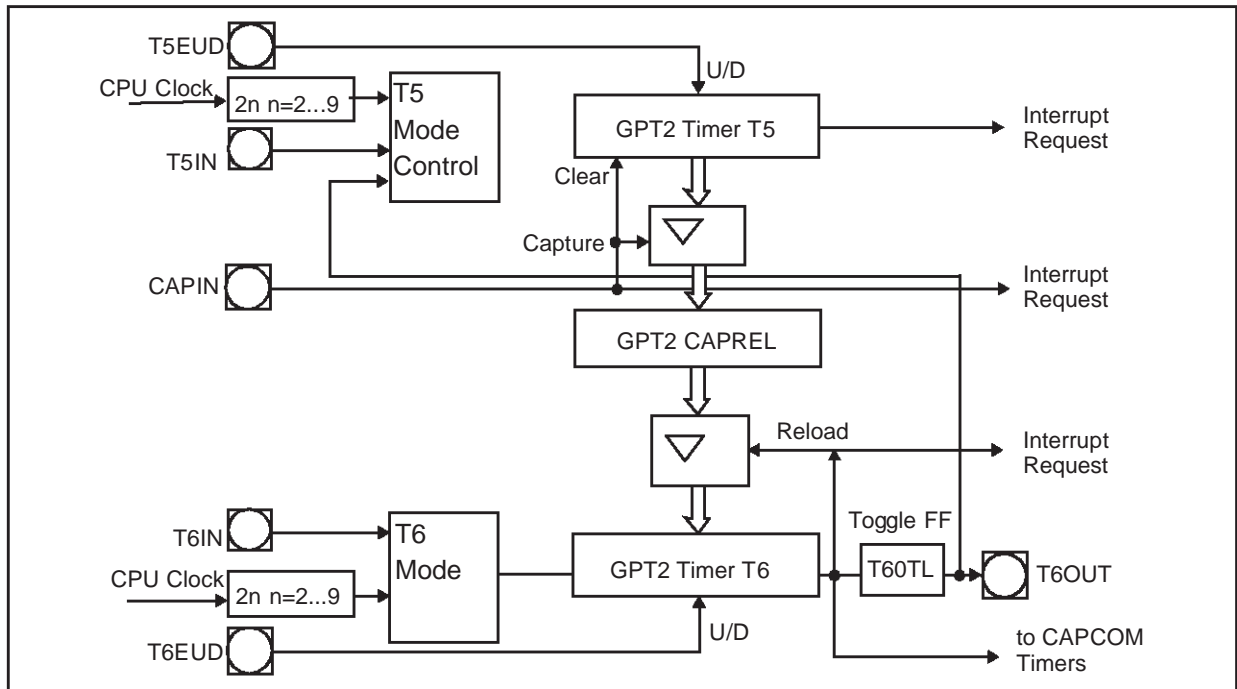 T5EUD
U/D
CPU Clock
2n n=2...9
T5
Mode
Control
GPT2 Timer T5
Interrupt
Request
T5IN
Clear
Capture
CAPIN
Interrupt
Request
GPT2 CAPREL
Reload
Interrupt
Request
T6IN
T6
Mode
Toggle FF
GPT2 Timer T6
T60TL
T6OUT
CPU Clock
2n n=2...9
U/D
T6EUD
to CAPCOM
Timers